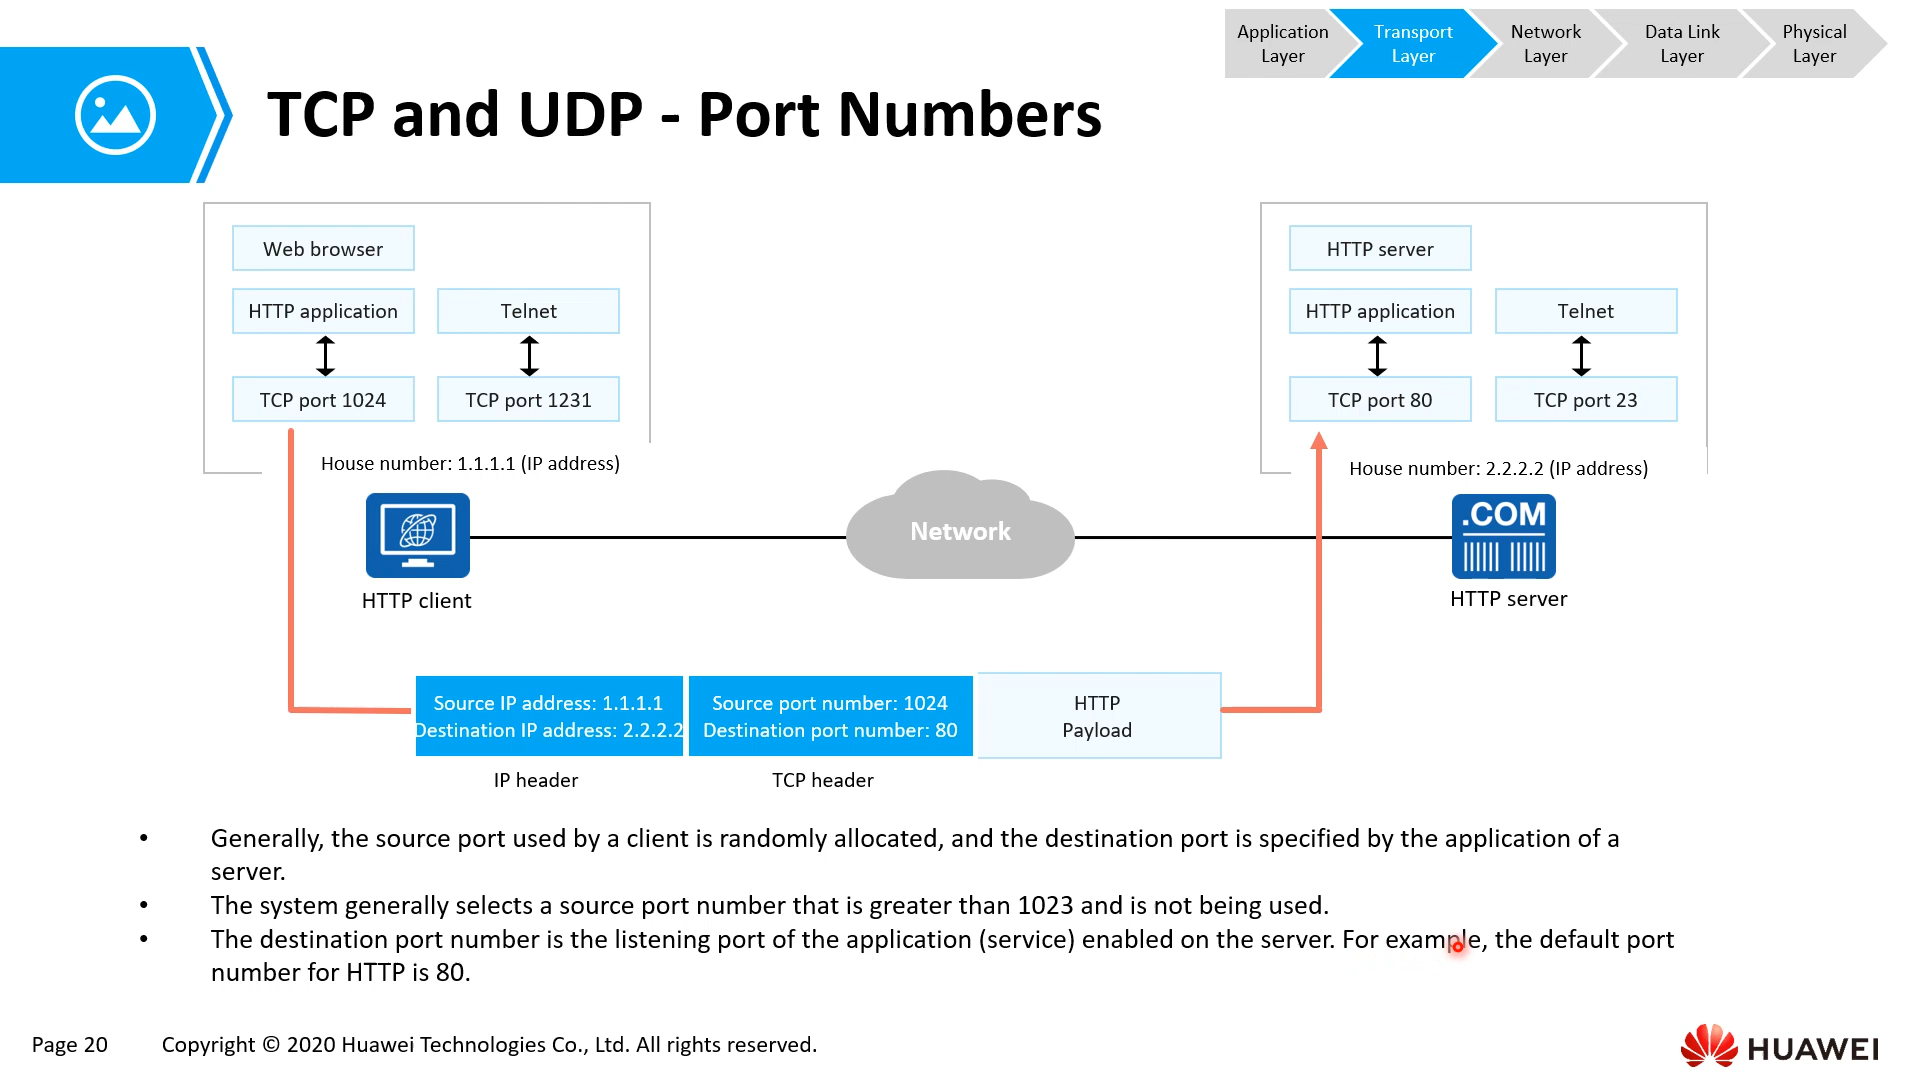 Application
Layer
Transport
Layer
Network
Layer
Data Link
Layer
Physical
Layer
TCP and UDP - Port Numbers
Web browser
HTTP application
Telnet
TCP port 1024
TCP port 1231
House number: 1.1.1.1 (IP address)
HTTP client
Network
HTTP server
HTTP application
Telnet
TCP port 80
TCP port 23
House number: 2.2.2.2 (IP address)
.COM
HTTP server
Source IP address: 1.1.1.1
Destination IP address: 2.2.2.2
IP header
Source port number: 1024
Destination port number: 80
TCP header
HTTP
Payload
• Generally, the source port used by a client is randomly allocated, and the destination port is specified by the application of a
server.
• The system generally selects a source port number that is greater than 1023 and is not being used.
• The destination port number is the listening port of the application (service) enabled on the server. For example, the default port
number for HTTP is 80.
Page 20 Copyright © 2020 Huawei Technologies Co., Ltd. All rights reserved.
HUAWEI